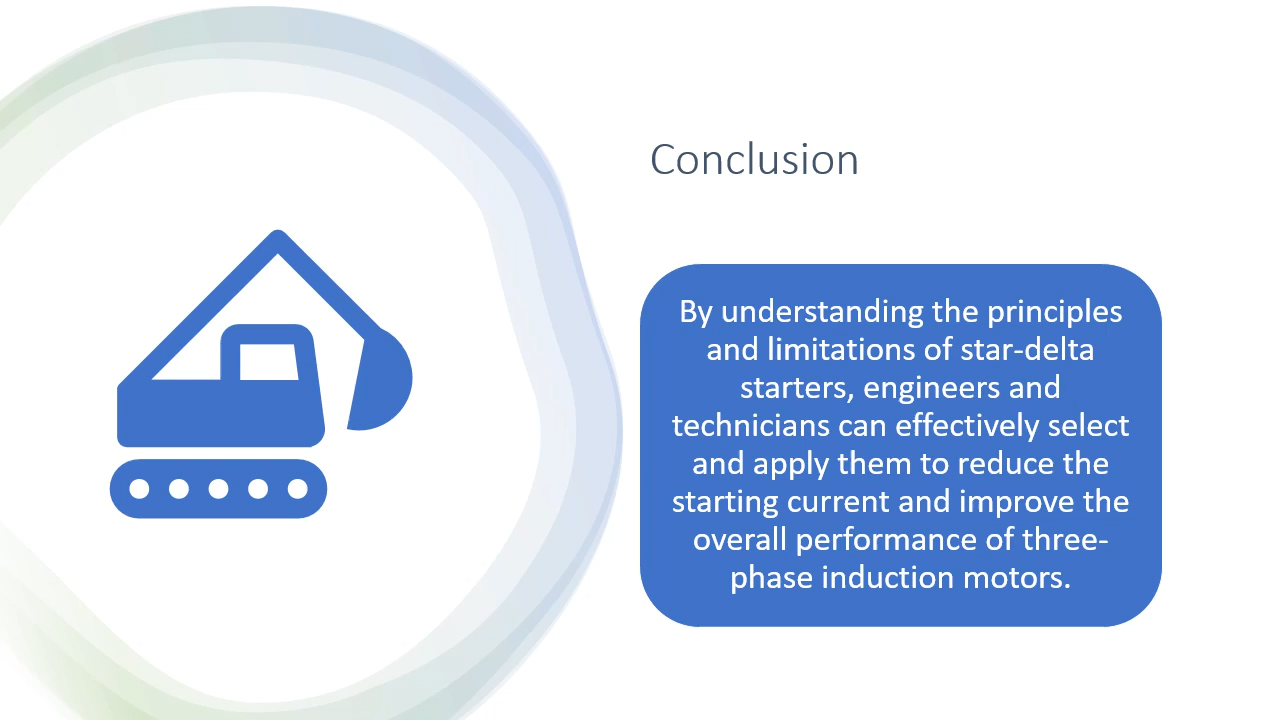 Conclusion
By understanding the principles
and limitations of star-delta
starters, engineers and
technicians can effectively select
and apply them to reduce the
starting current and improve the
overall performance of three-
phase induction motors.